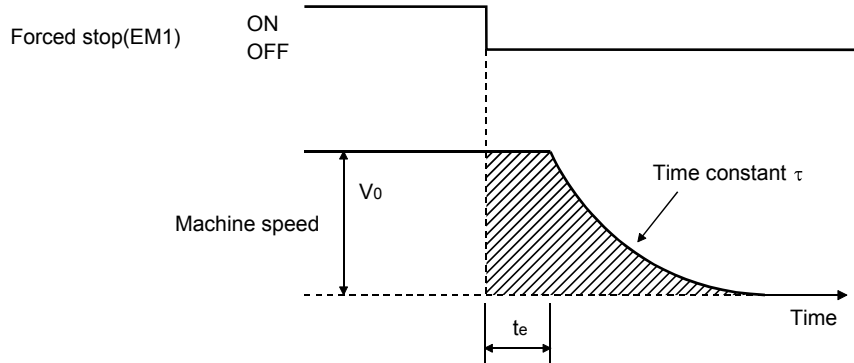 Forced stop(EM1)
ON
OFF
V0
Time constant τ
Machine speed
Time
te